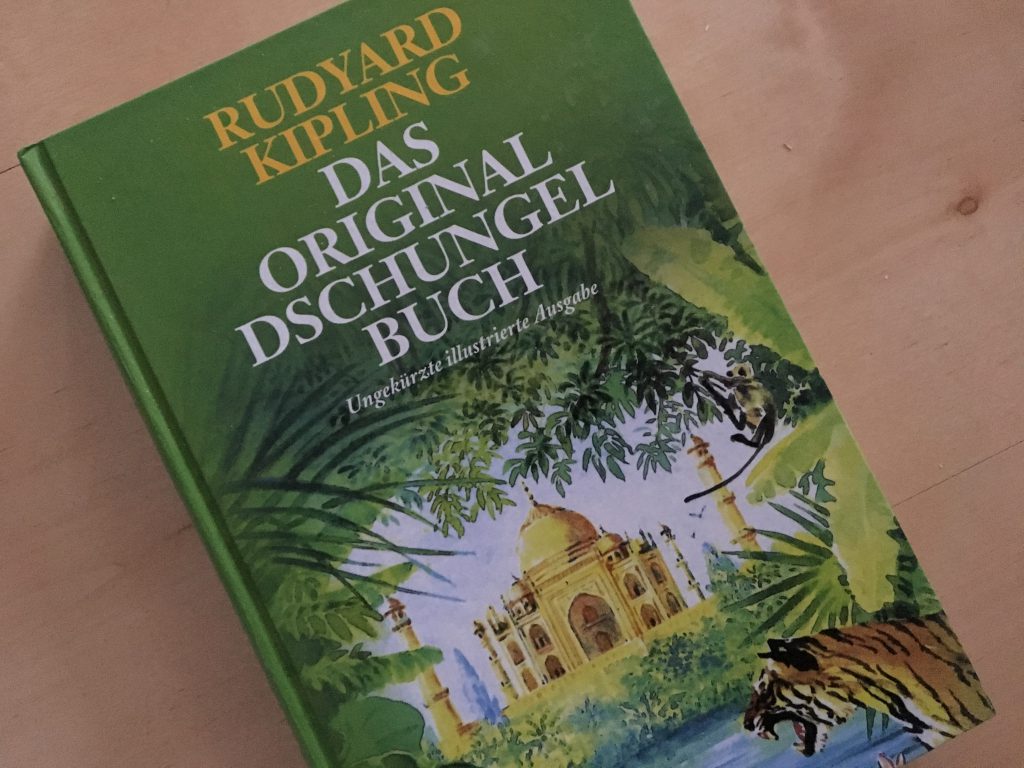 RUDYARD
KIPLING
DAS
ORIGINAL
DSCHUNGEL
BUCH
Ungekürzte illustrierte Ausgabe